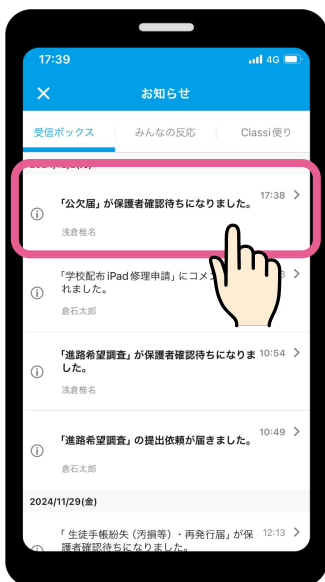 17:39
4G
お知らせ
受信ボックス
みんなの反応
Classi便り
「公欠届」が保護者確認待ちになりました。
17:38
浅倉椎名
「学校配布iPad修理申請」にコメ
れました。
倉石太郎
「進路希望調査」が保護者確認待ちになりま
した。
10:54
浅倉椎名
「進路希望調査」の提出依頼が届きました。
10:49
倉石太郎
2024/11/29(金)
「生徒手帳紛失（汚損等）・再発行届」が保
護者確認待ちになりました。
12:13